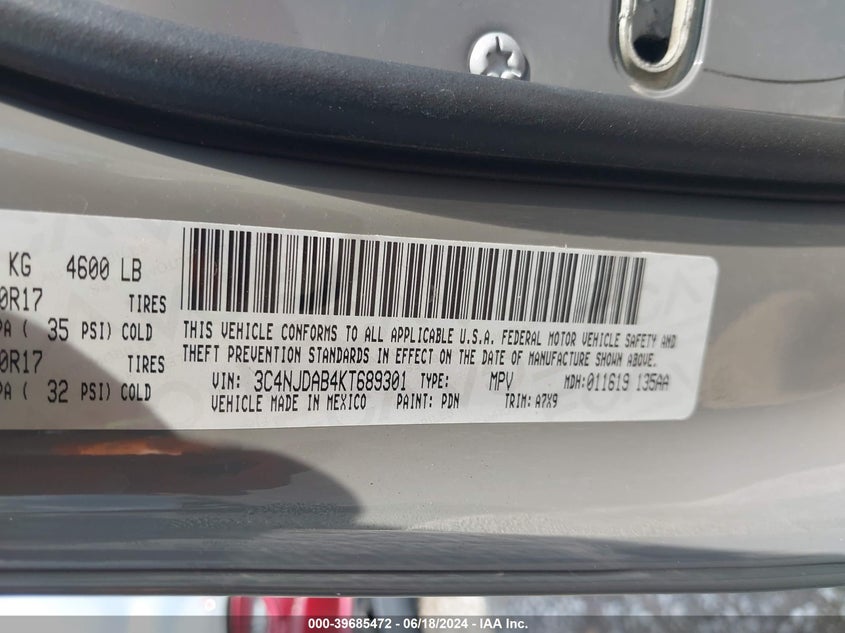 KG 4600 LB
0R17 TIRES
PA ( 35 PSI) COLD
0R17 TIRES
PA ( 32 PSI) COLD
THIS VEHICLE CONFORMS TO ALL APPLICABLE U.S.A. FEDERAL MOTOR VEHICLE SAFETY AND
THEFT PREVENTION STANDARDS IN EFFECT ON THE DATE OF MANUFACTURE SHOWN ABOVE.
VIN: 3C4NJDAB4KT689301 TYPE: MPV MDH:011619 135AA
VEHICLE MADE IN MEXICO PAINT: PDN TRIM: A7X9
000-39685472 - 06/18/2024 - IAA Inc.